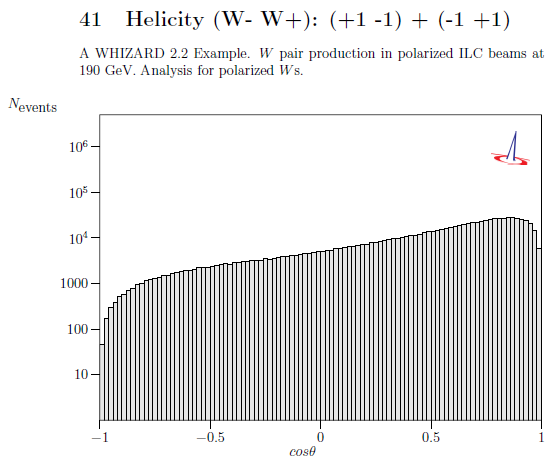 41 Helicity (W- W+): (+1 -1) + (-1 +1)
A WHIZARD 2.2 Example. W pair production in polarized ILC beams at
190 GeV. Analysis for polarized Ws.
Nevents
10⁶
10⁵
10⁴
1000
100
10
−1 −0.5 0 0.5 1
cosθ